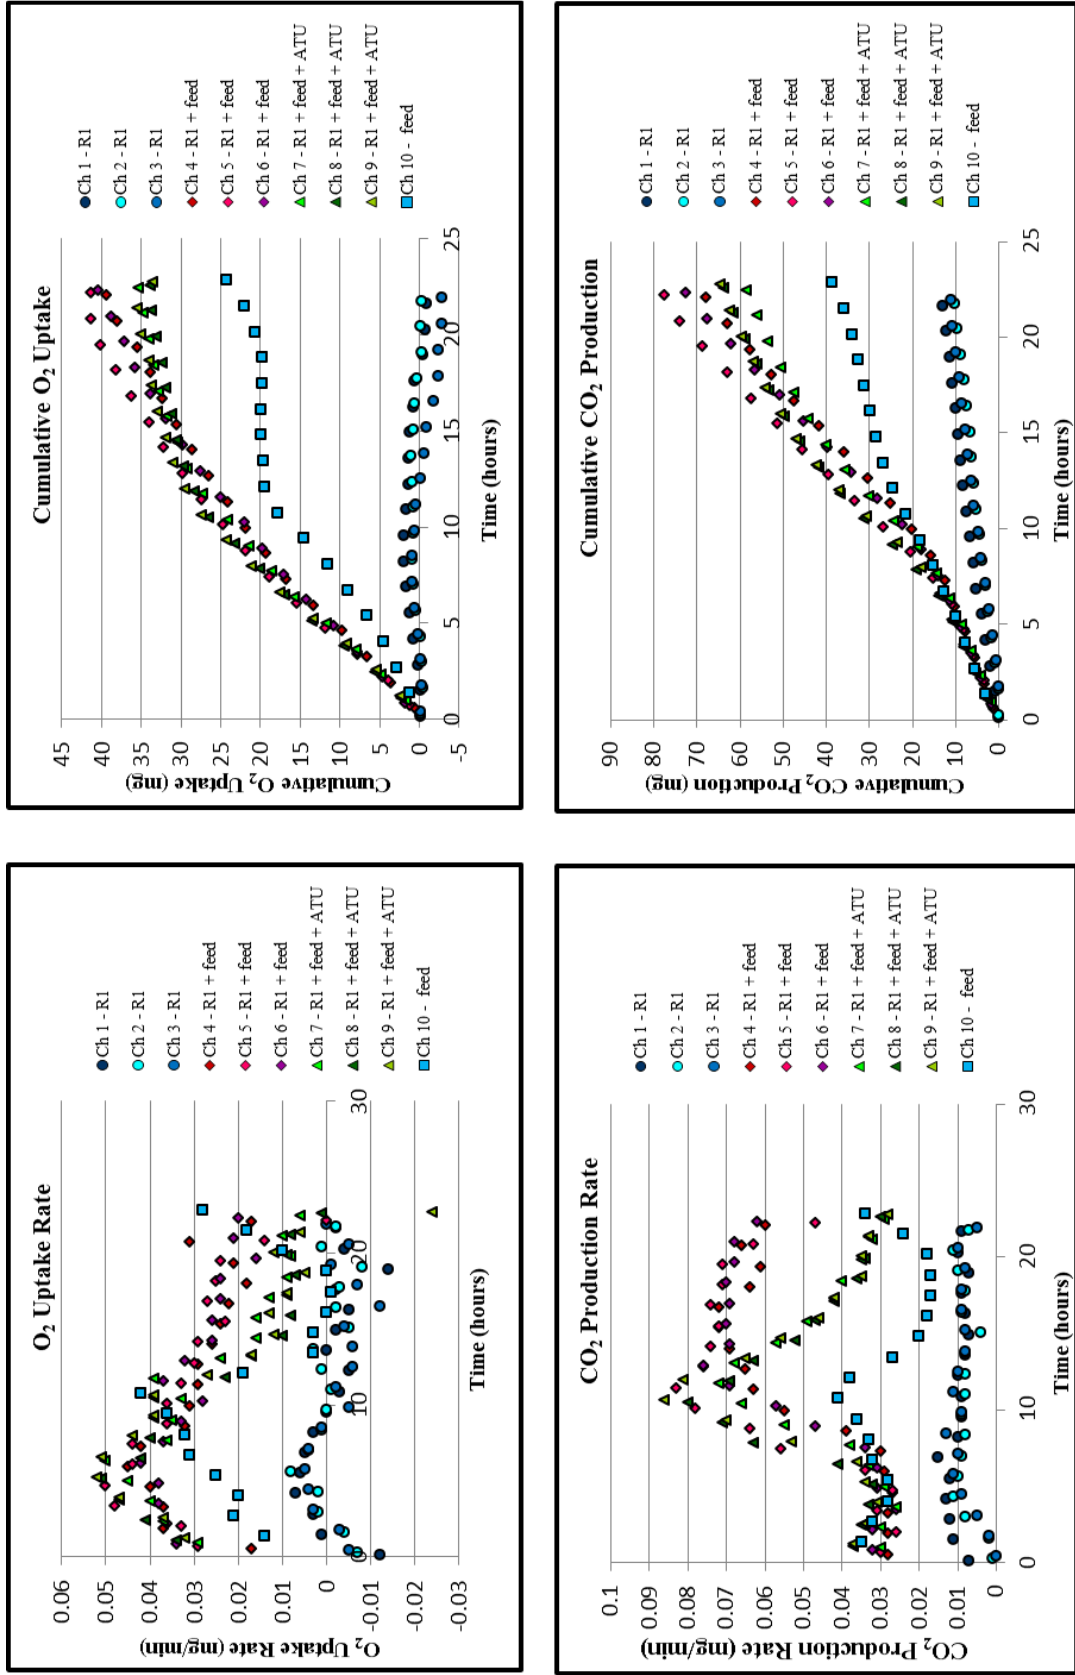 O₂ Uptake Rate
O₂ Uptake Rate (mg/min)
0.06
0.05
0.04
0.03
0.02
0.01
0
-0.01
-0.03
0
10
20
30
Time (hours)
Ch 1 - R1
Ch 2 - R1
Ch 3 - R1
Ch 4 - R1 + feed
Ch 5 - R1 + feed
Ch 6 - R1 + feed
Ch 7 - R1 + feed + ATU
Ch 8 - R1 + feed + ATU
Ch 9 - R1 + feed + ATU
Ch 10 - feed
Cumulative O₂ Uptake
Cumulative O₂ Uptake (mg)
45
40
35
30
25
20
15
10
5
0
-5
0
5
10
15
20
25
Time (hours)
Ch 1 - R1
Ch 2 - R1
Ch 3 - R1
Ch 4 - R1 + feed
Ch 5 - R1 + feed
Ch 6 - R1 + feed
Ch 7 - R1 + feed + ATU
Ch 8 - R1 + feed + ATU
Ch 9 - R1 + feed + ATU
Ch 10 - feed
CO₂ Production Rate
CO₂ Production Rate (mg/min)
0.1
0.09
0.08
0.07
0.06
0.05
0.04
0.03
0.02
0.01
0
0
10
20
30
Time (hours)
Ch 1 - R1
Ch 2 - R1
Ch 3 - R1
Ch 4 - R1 + feed
Ch 5 - R1 + feed
Ch 6 - R1 + feed
Ch 7 - R1 + feed + ATU
Ch 8 - R1 + feed + ATU
Ch 9 - R1 + feed + ATU
Ch 10 - feed
Cumulative CO₂ Production
Cumulative CO₂ Production (mg)
90
80
70
60
50
40
30
20
10
0
0
5
10
15
20
25
Time (hours)
Ch 1 - R1
Ch 2 - R1
Ch 3 - R1
Ch 4 - R1 + feed
Ch 5 - R1 + feed
Ch 6 - R1 + feed
Ch 7 - R1 + feed + ATU
Ch 8 - R1 + feed + ATU
Ch 9 - R1 + feed + ATU
Ch 10 - feed